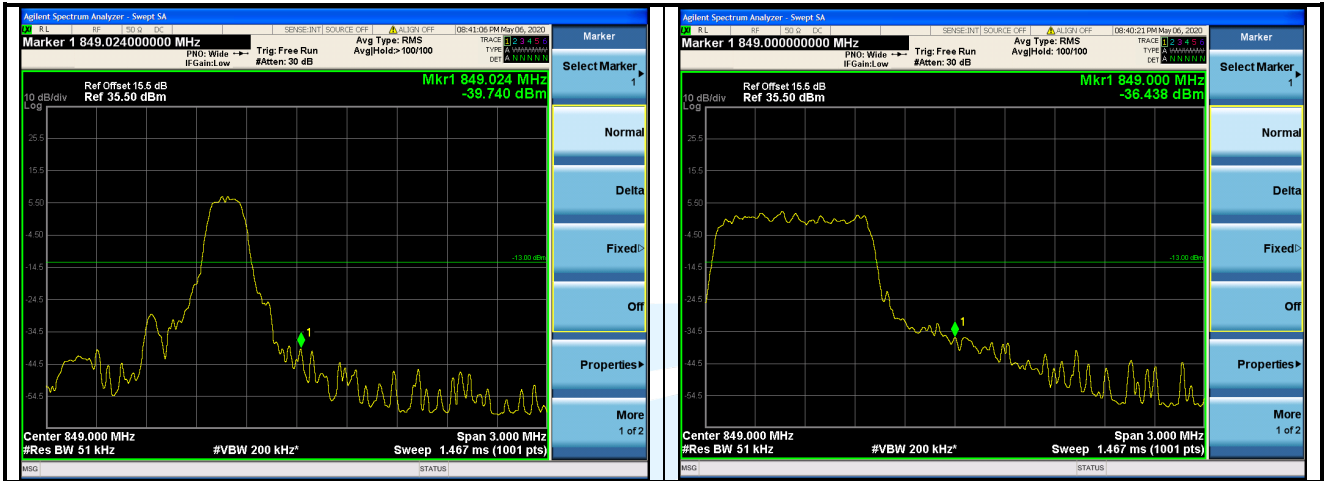 Agilent Spectrum Analyzer - Swept SA
RL RF 50 Ω DC SENSE:INT SOURCE OFF ALIGN OFF 08:41:06 PM May 06, 2020
Marker 1 849.024000000 MHz
PNO: Wide
IFGain:Low
Trig: Free Run
#Atten: 30 dB
Avg Type: RMS
Avg|Hold:>100/100
TRACE 1 2 3 4 5 6
TYPE A
DET A N N N N N
Mkr1 849.024 MHz
-39.740 dBm
Ref Offset 15.5 dB
10 dB/div Ref 35.50 dBm
Log
25.5
15.5
5.50
-4.50
-13.00 dBm
-14.5
-24.5
-34.5
1
-44.5
-54.5
Center 849.000 MHz Span 3.000 MHz
#Res BW 51 kHz #VBW 200 kHz* Sweep 1.467 ms (1001 pts)
MSG STATUS
Marker
Select Marker
1
Normal
Delta
Fixed
Off
Properties
More
1 of 2
Agilent Spectrum Analyzer - Swept SA
RL RF 50 Ω DC SENSE:INT SOURCE OFF ALIGN OFF 08:40:21 PM May 06, 2020
Marker 1 849.000000000 MHz
PNO: Wide
IFGain:Low
Trig: Free Run
#Atten: 30 dB
Avg Type: RMS
Avg|Hold: 100/100
TRACE 1 2 3 4 5 6
TYPE A
DET A N N N N N
Mkr1 849.000 MHz
-36.438 dBm
Ref Offset 15.5 dB
10 dB/div Ref 35.50 dBm
Log
25.5
15.5
5.50
-4.50
-13.00 dBm
-14.5
-24.5
-34.5
1
-44.5
-54.5
Center 849.000 MHz Span 3.000 MHz
#Res BW 51 kHz #VBW 200 kHz* Sweep 1.467 ms (1001 pts)
MSG STATUS
Marker
Select Marker
1
Normal
Delta
Fixed
Off
Properties
More
1 of 2